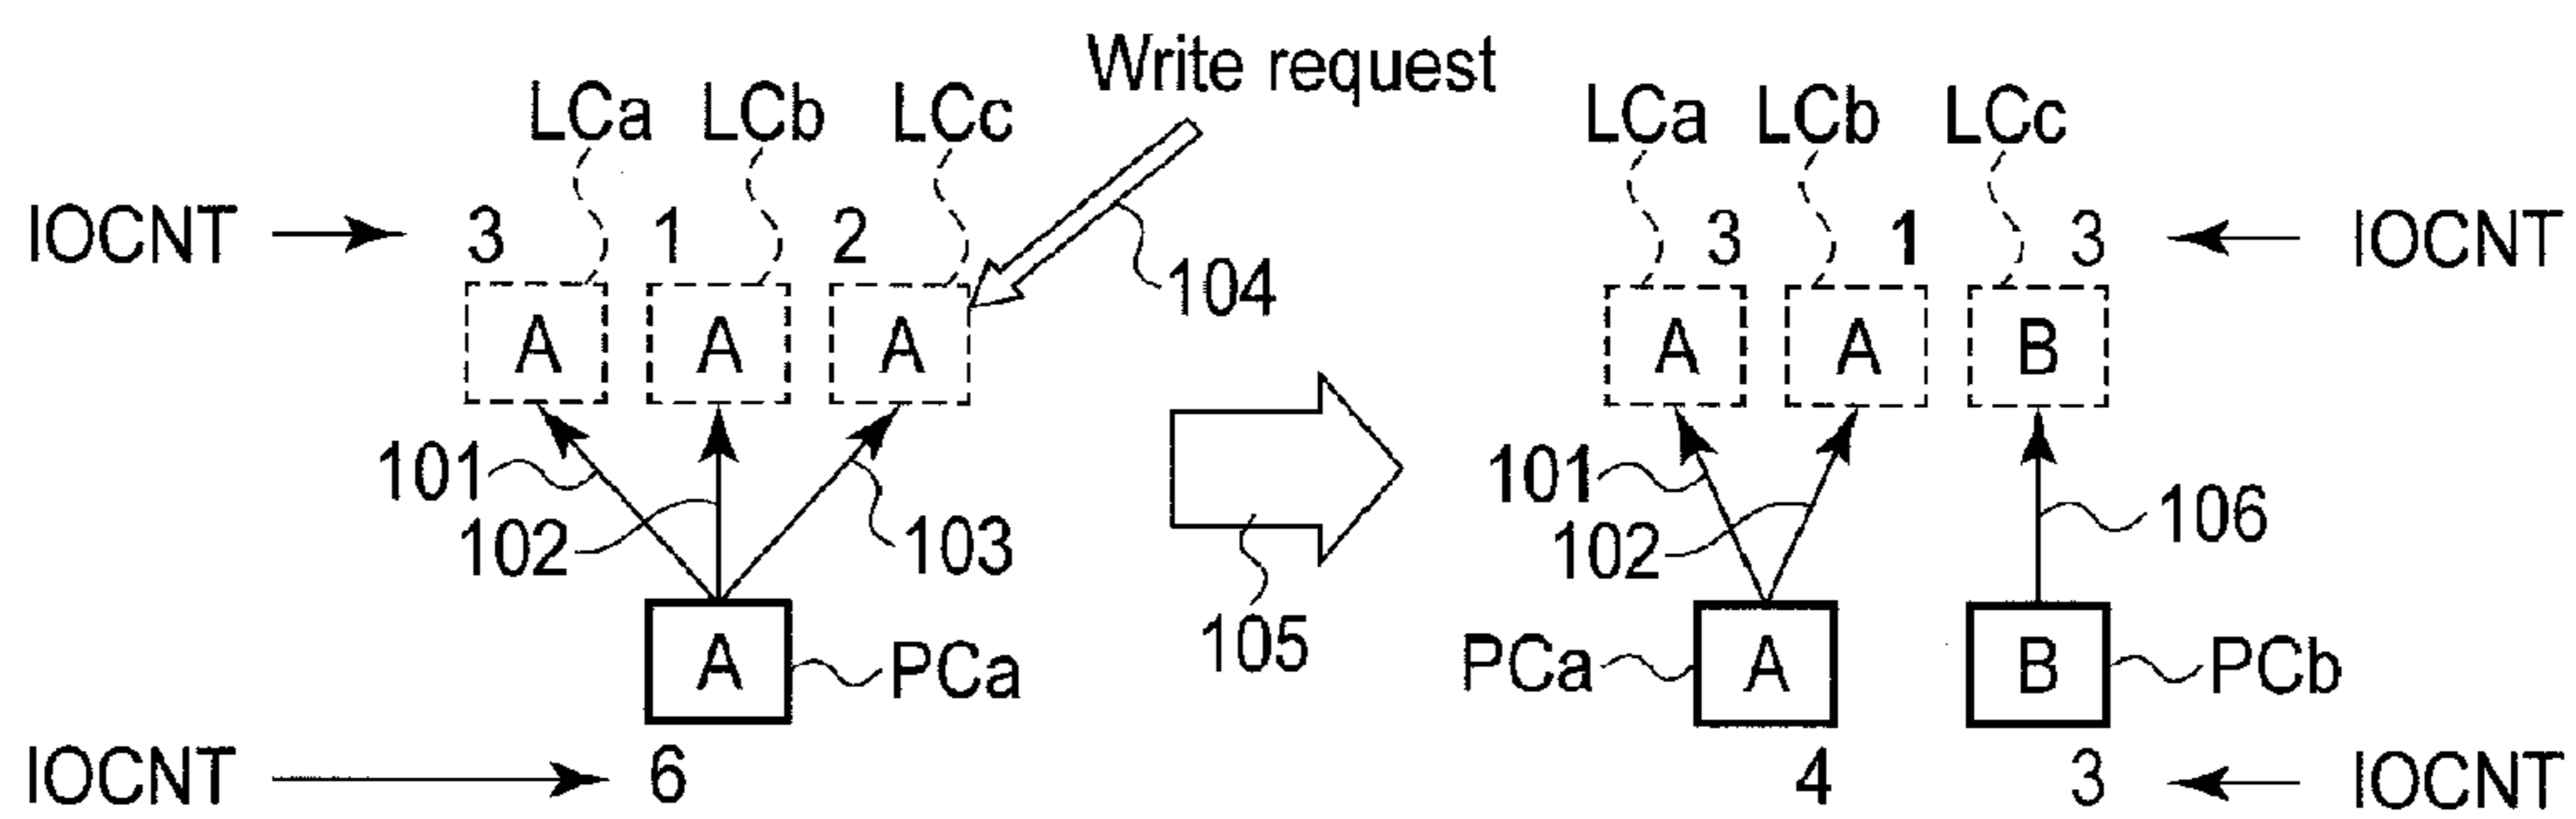 Write request
LCa LCb LCc LCa LCb LCc
IOCNT 3 1 2 3 1 3 IOCNT
104
A A A A A B
101 101
102 103 102 106
105
A PCa PCa A B PCb
IOCNT 6 4 3 IOCNT